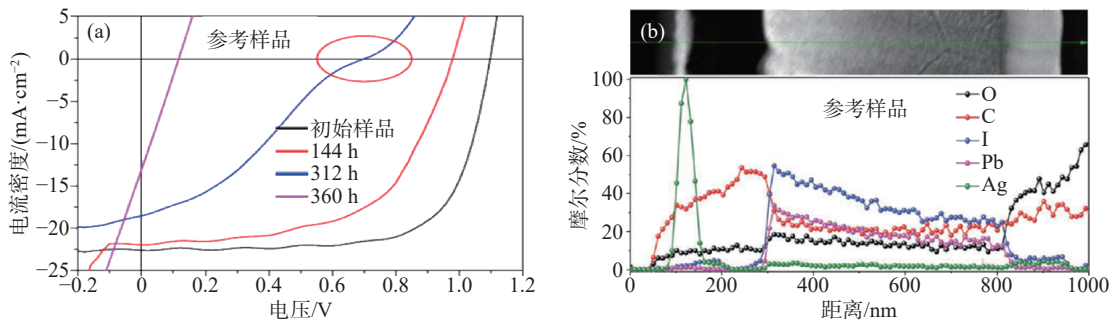 (a)
参考样品
初始样品
144 h
312 h
360 h
5
0
−5
−10
−15
−20
−25
−0.2
0
0.2
0.4
0.6
0.8
1.0
1.2
电流密度/(mA·cm⁻²)
电压/V
(b)
参考样品
O
C
I
Pb
Ag
100
80
60
40
20
0
0
200
400
600
800
1000
摩尔分数/%
距离/nm